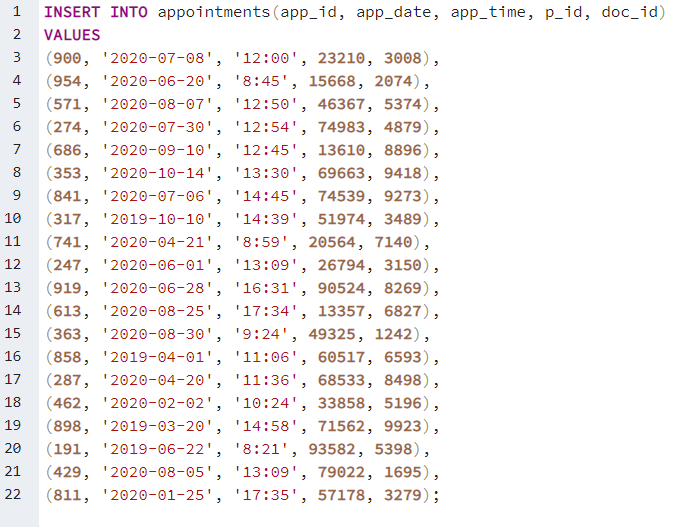 1 INSERT INTO appointments(app_id, app_date, app_time, p_id, doc_id)
2 VALUES
3 (900, '2020-07-08', '12:00', 23210, 3008),
4 (954, '2020-06-20', '8:45', 15668, 2074),
5 (571, '2020-08-07', '12:50', 46367, 5374),
6 (274, '2020-07-30', '12:54', 74983, 4879),
7 (686, '2020-09-10', '12:45', 13610, 8896),
8 (353, '2020-10-14', '13:30', 69663, 9418),
9 (841, '2020-07-06', '14:45', 74539, 9273),
10 (317, '2019-10-10', '14:39', 51974, 3489),
11 (741, '2020-04-21', '8:59', 20564, 7140),
12 (247, '2020-06-01', '13:09', 26794, 3150),
13 (919, '2020-06-28', '16:31', 90524, 8269),
14 (613, '2020-08-25', '17:34', 13357, 6827),
15 (363, '2020-08-30', '9:24', 49325, 1242),
16 (858, '2019-04-01', '11:06', 60517, 6593),
17 (287, '2020-04-20', '11:36', 68533, 8498),
18 (462, '2020-02-02', '10:24', 33858, 5196),
19 (898, '2019-03-20', '14:58', 71562, 9923),
20 (191, '2019-06-22', '8:21', 93582, 5398),
21 (429, '2020-08-05', '13:09', 79022, 1695),
22 (811, '2020-01-25', '17:35', 57178, 3279);